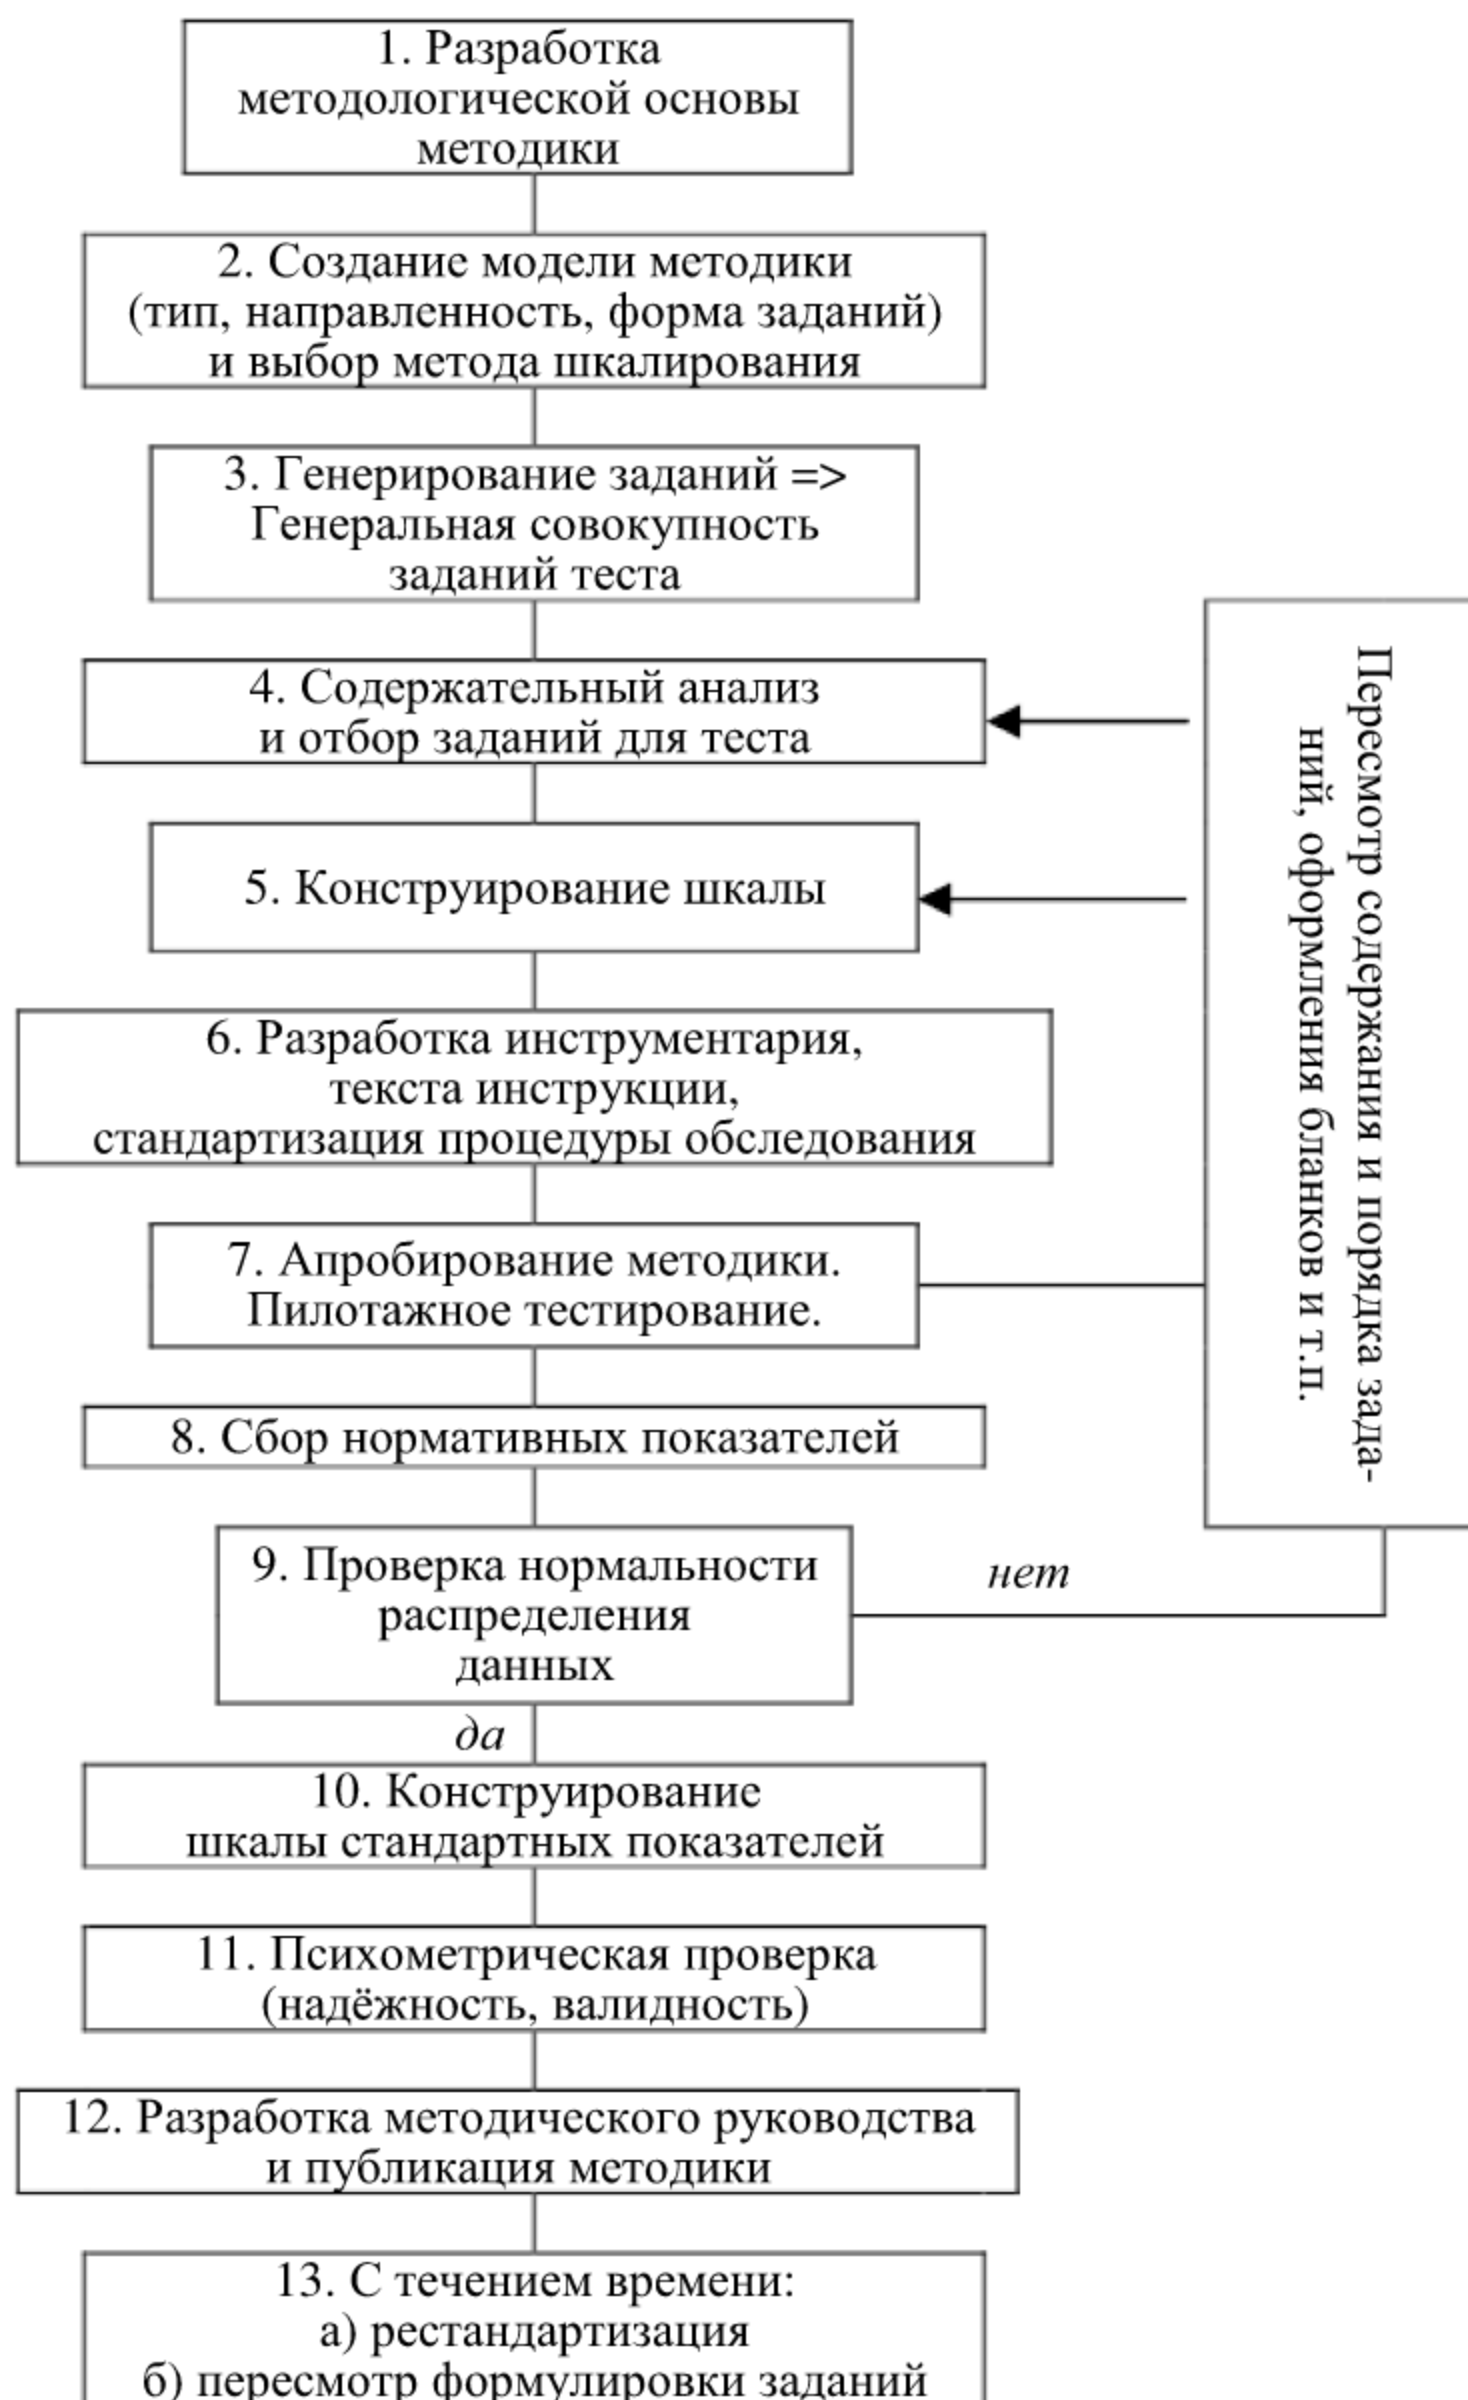 1. Разработка
методологической основы
методики
2. Создание модели методики
(тип, направленность, форма заданий)
и выбор метода шкалирования
3. Генерирование заданий =>
Генеральная совокупность
заданий теста
4. Содержательный анализ
и отбор заданий для теста
5. Конструирование шкалы
6. Разработка инструментария,
текста инструкции,
стандартизация процедуры обследования
7. Апробирование методики.
Пилотажное тестирование.
8. Сбор нормативных показателей
9. Проверка нормальности
распределения
данных
нет
Пересмотр содержания и порядка зада-
ний, оформления бланков и т.п.
да
10. Конструирование
шкалы стандартных показателей
11. Психометрическая проверка
(надёжность, валидность)
12. Разработка методического руководства
и публикация методики
13. С течением времени:
а) рестандартизация
б) пересмотр формулировки заданий